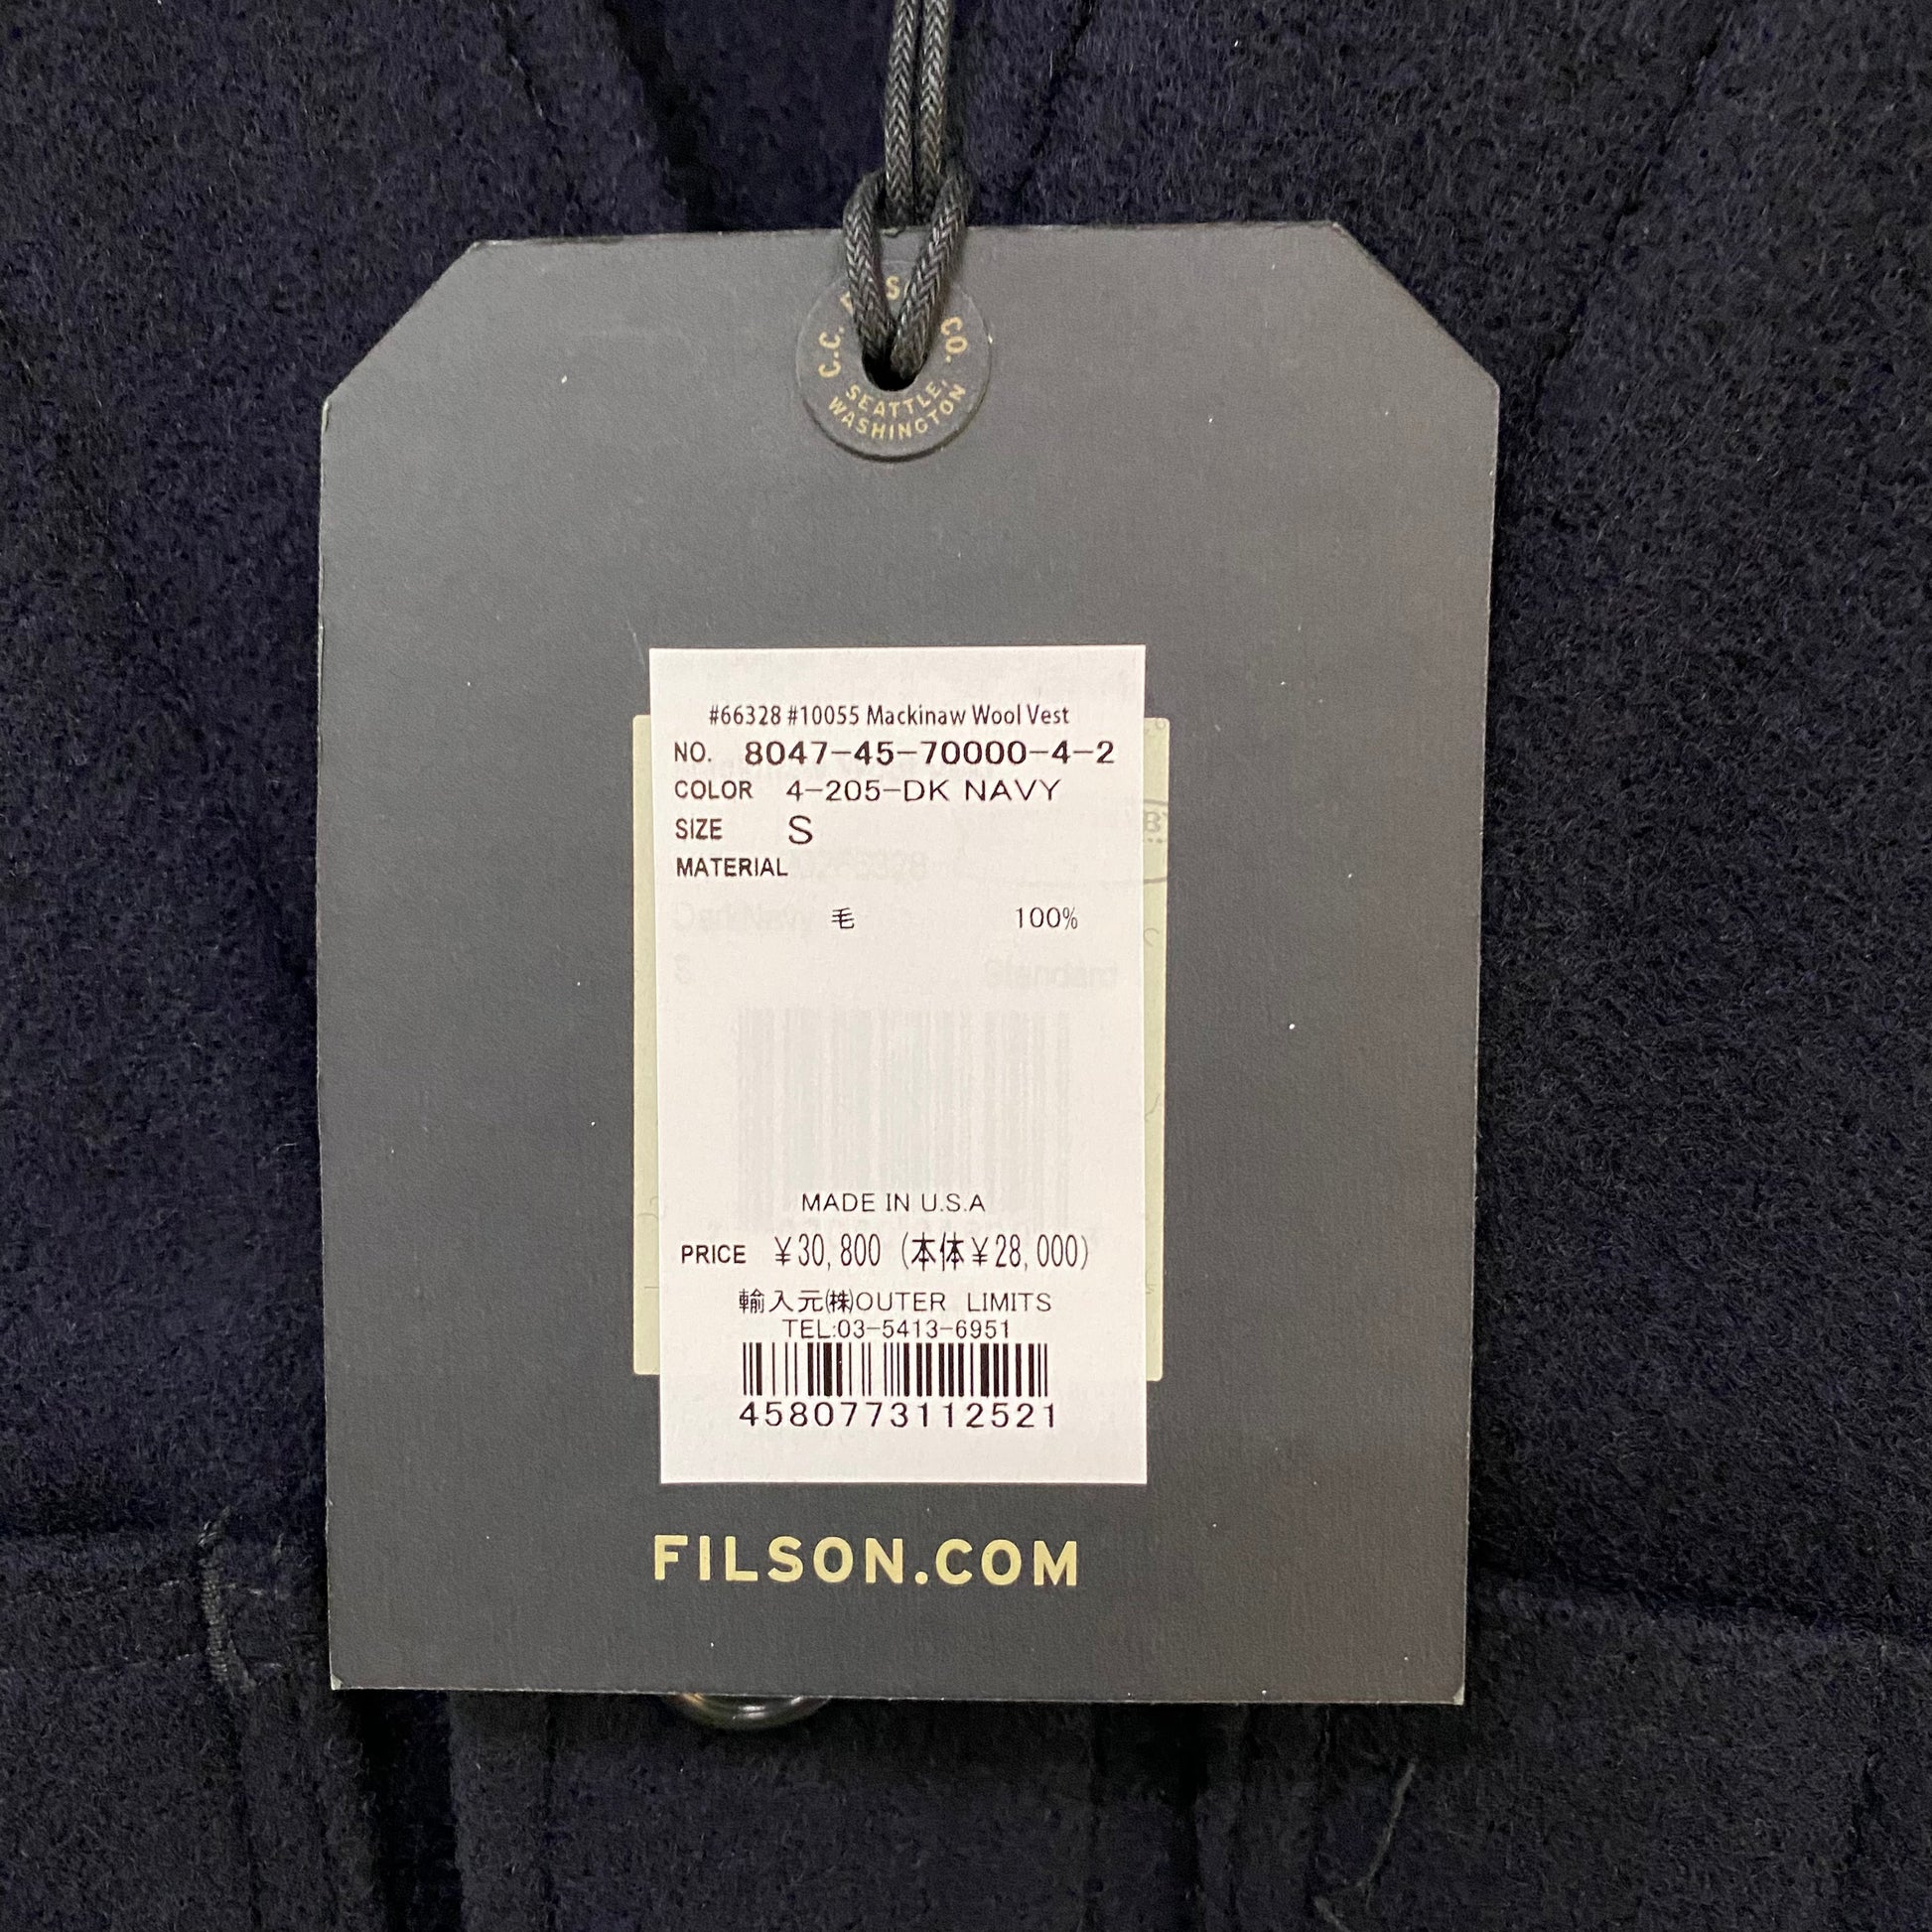 C.C. CO.
SEATTLE,
WASHINGTON
#66328 #10055 Mackinaw Wool Vest
NO. 8047-45-70000-4-2
COLOR 4-205-DK NAVY
SIZE S
MATERIAL
毛 100%
MADE IN U.S.A
PRICE ¥30,800 (本体¥28,000)
輸入元㈱OUTER LIMITS
TEL:03-5413-6951
4580773112521
FILSON.COM